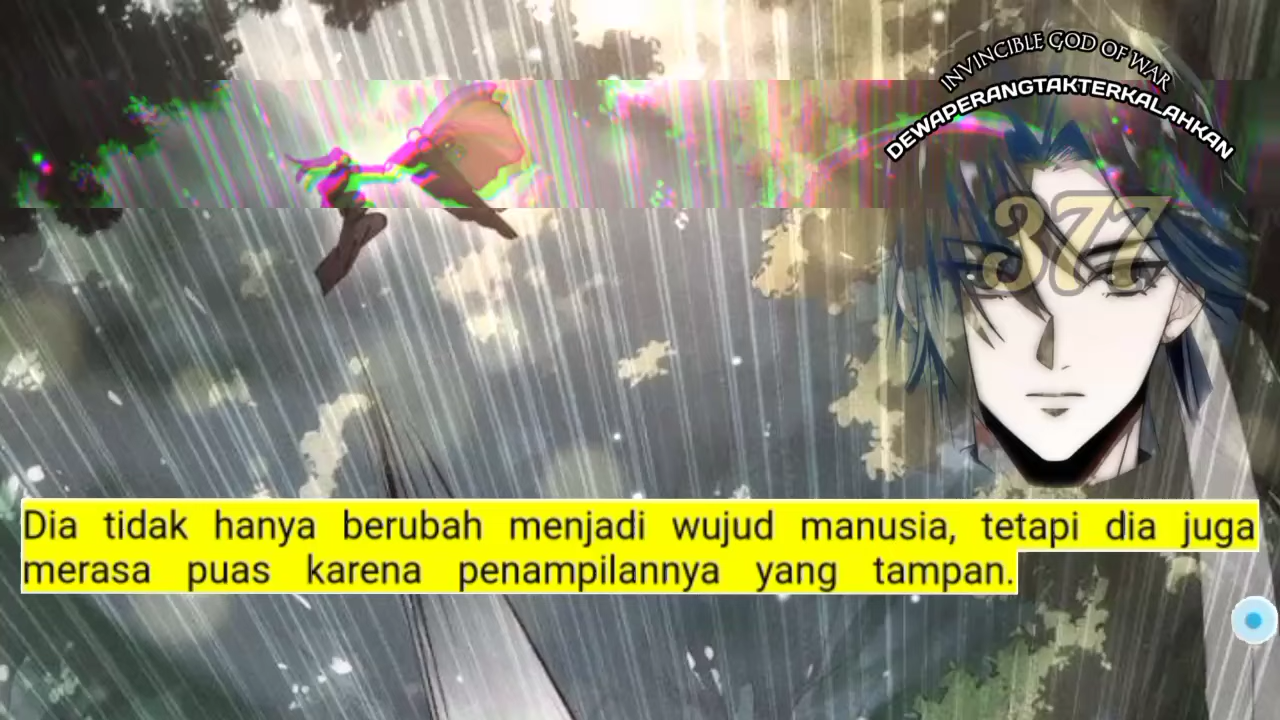 INVINCIBLE GOD OF WAR
DEWAPERANGTAKTERKALAHKAN
377
Dia tidak hanya berubah menjadi wujud manusia, tetapi dia juga
merasa puas karena penampilannya yang tampan.